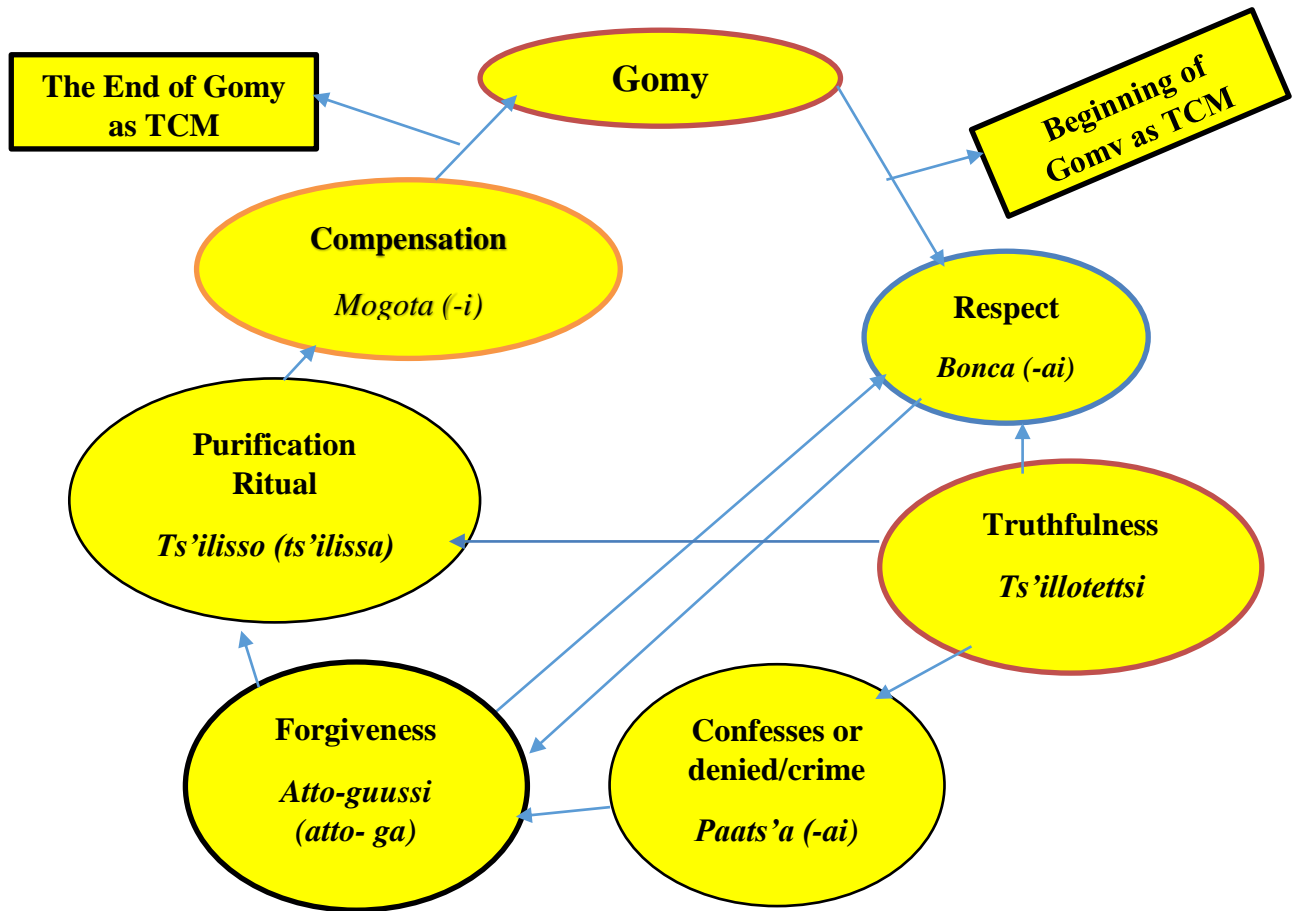 Gomy
The End of Gomy
as TCM
Beginning of
Gomy as TCM
Compensation
Mogota (-i)
Respect
Bonca (-ai)
Purification
Ritual
Ts’ilisso (ts’ilissa)
Truthfulness
Ts’illotettsi
Forgiveness
Atto-guussi
(atto- ga)
Confesses or
denied/crime
Paats’a (-ai)